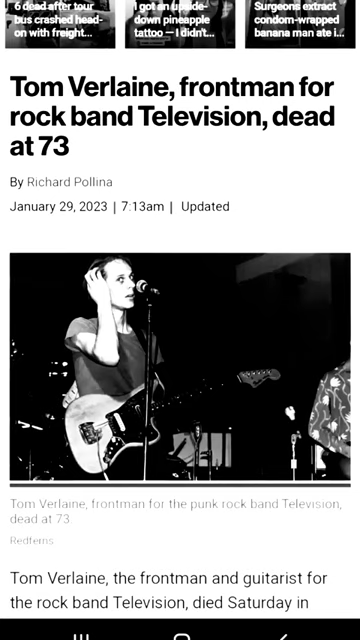 6 dead after tour
bus crashed head-
on with freight...
I got an upside-
down pineapple
tattoo — I didn't...
Surgeons extract
condom-wrapped
banana man ate i...
Tom Verlaine, frontman for
rock band Television, dead
at 73
By Richard Pollina
January 29, 2023 | 7:13am | Updated
Tom Verlaine, frontman for the punk rock band Television,
dead at 73.
Redferns
Tom Verlaine, the frontman and guitarist for
the rock band Television, died Saturday in